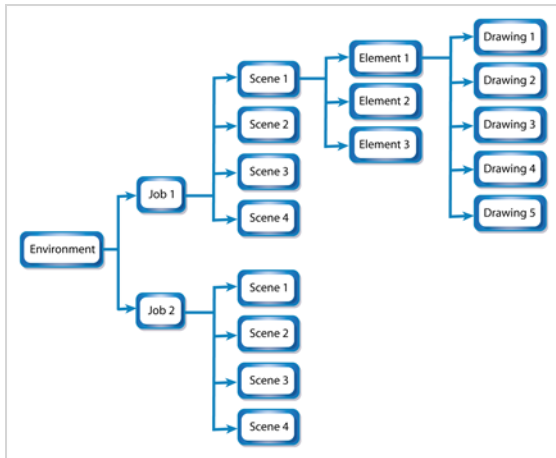 Environment
Job 1
Scene 1
Element 1
Drawing 1
Drawing 2
Drawing 3
Drawing 4
Drawing 5
Element 2
Element 3
Scene 2
Scene 3
Scene 4
Job 2
Scene 1
Scene 2
Scene 3
Scene 4